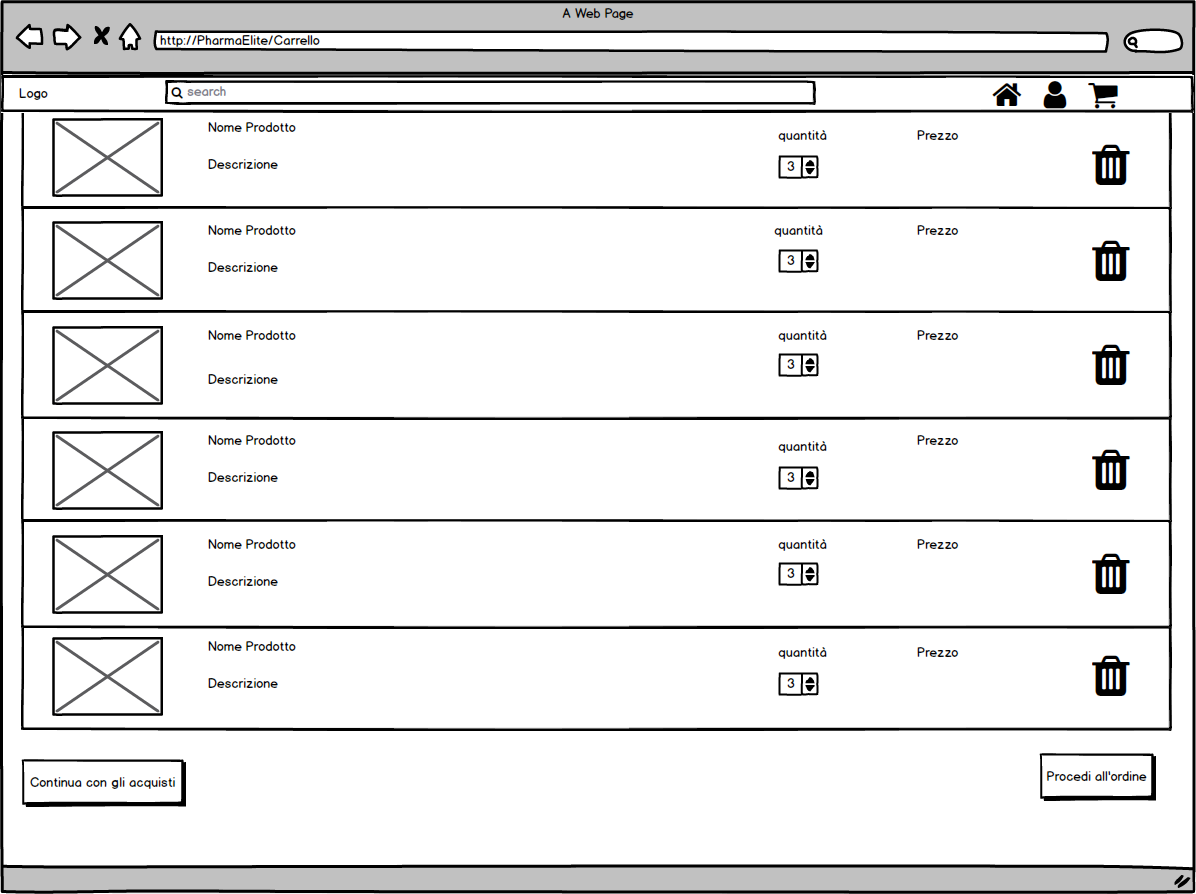 A Web Page
http://PharmaElite/Carrello
Logo
search
Nome Prodotto
quantità
Prezzo
Descrizione
3
Nome Prodotto
quantità
Prezzo
Descrizione
3
Nome Prodotto
quantità
Prezzo
3
Descrizione
Nome Prodotto
quantità
Prezzo
Descrizione
3
Nome Prodotto
quantità
Prezzo
Descrizione
3
Nome Prodotto
quantità
Prezzo
Descrizione
3
Continua con gli acquisti
Procedi all'ordine